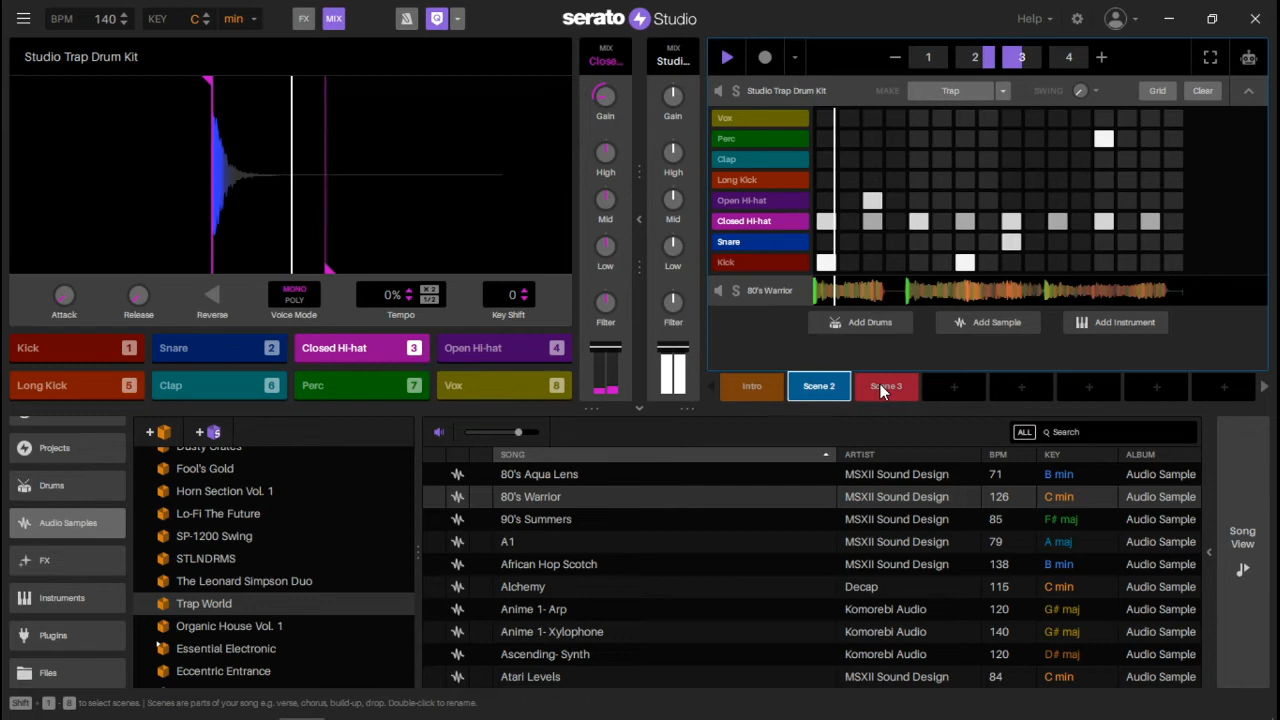 BPM 140 KEY C min FX MIX serato Studio Help
Studio Trap Drum Kit
MIX
Close...
Gain
High
Mid
Low
Filter
MIX
Studi...
Gain
High
Mid
Low
Filter
1 2 3 4
S Studio Trap Drum Kit MAKE Trap SWING Grid Clear
Vox
Perc
Clap
Long Kick
Open Hi-hat
Closed Hi-hat
Snare
Kick
S 80's Warrior
Add Drums Add Sample Add Instrument
MONO
POLY
0% X 2
1/2
0
Attack Release Reverse Voice Mode Tempo Key Shift
Kick 1 Snare 2 Closed Hi-hat 3 Open Hi-hat 4
Long Kick 5 Clap 6 Perc 7 Vox 8
Intro Scene 2 Scene 3
Projects
Drums
Audio Samples
FX
Instruments
Plugins
Files
Dusty Crates
Fool's Gold
Horn Section Vol. 1
Lo-Fi The Future
SP-1200 Swing
STLNDRMS
The Leonard Simpson Duo
Trap World
Organic House Vol. 1
Essential Electronic
Eccentric Entrance
ALL Search
SONG ARTIST BPM KEY ALBUM
80's Aqua Lens MSXII Sound Design 71 B min Audio Sample
80's Warrior MSXII Sound Design 126 C min Audio Sample
90's Summers MSXII Sound Design 85 F# maj Audio Sample
A1 MSXII Sound Design 79 A maj Audio Sample
African Hop Scotch MSXII Sound Design 138 B min Audio Sample
Alchemy Decap 115 C min Audio Sample
Anime 1- Arp Komorebi Audio 120 G# maj Audio Sample
Anime 1- Xylophone Komorebi Audio 140 G# maj Audio Sample
Ascending- Synth Komorebi Audio 120 D# maj Audio Sample
Atari Levels MSXII Sound Design 84 C min Audio Sample
Song
View
Shift + 1 - 8 to select scenes. | Scenes are parts of your song e.g. verse, chorus, build-up, drop. Double-click to rename.